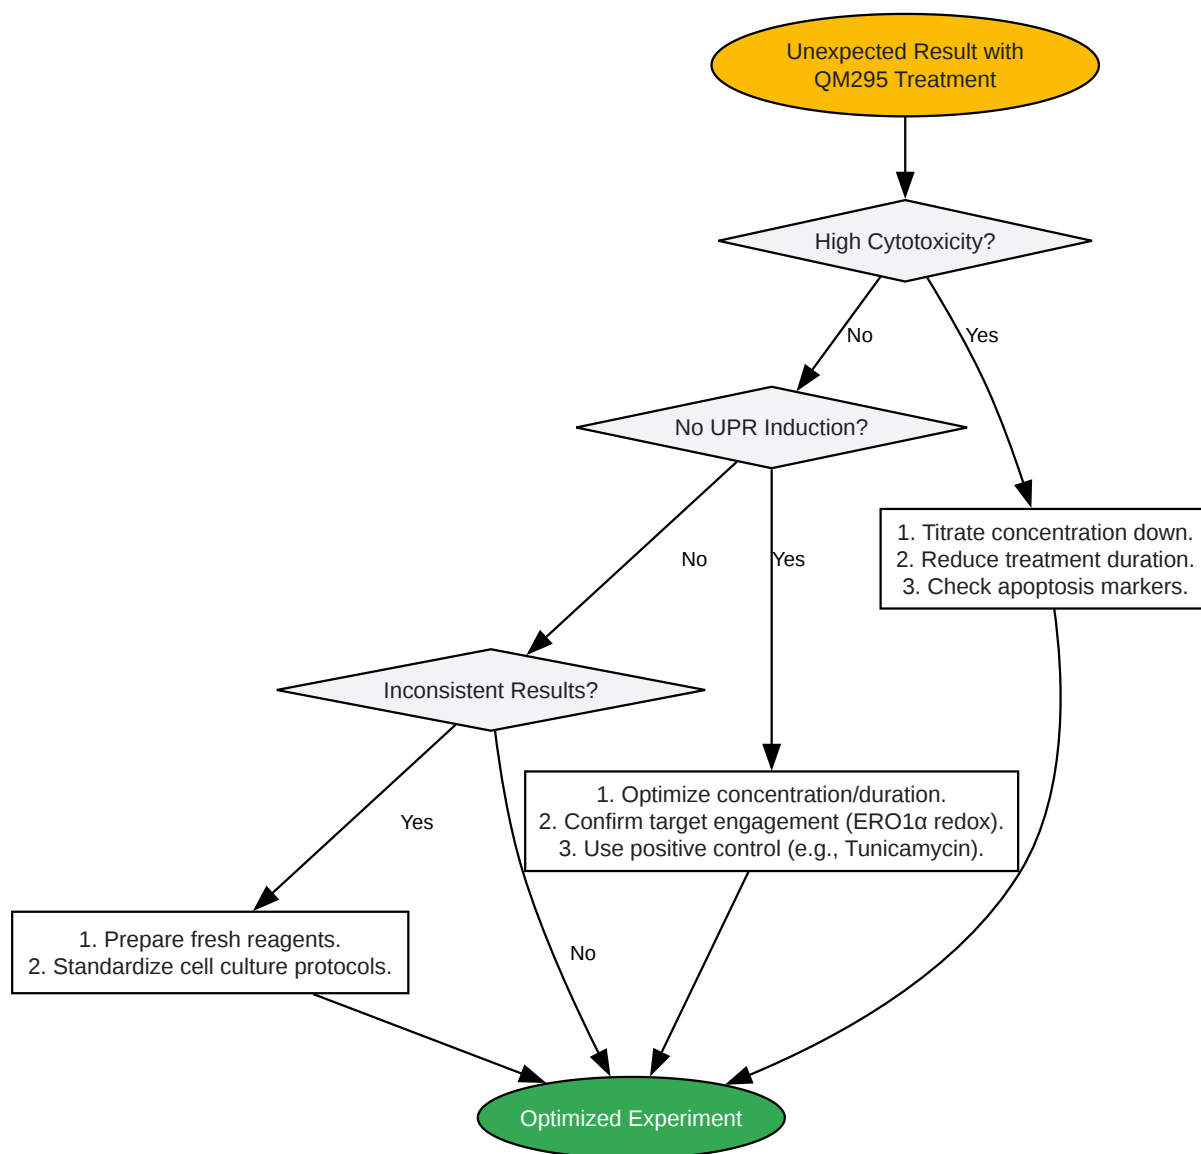 Unexpected Result with
QM295 Treatment
High Cytotoxicity?
No
Yes
No UPR Induction?
1. Titrate concentration down.
2. Reduce treatment duration.
3. Check apoptosis markers.
No
Yes
Inconsistent Results?
1. Optimize concentration/duration.
2. Confirm target engagement (ERO1α redox).
3. Use positive control (e.g., Tunicamycin).
Yes
1. Prepare fresh reagents.
2. Standardize cell culture protocols.
No
Optimized Experiment